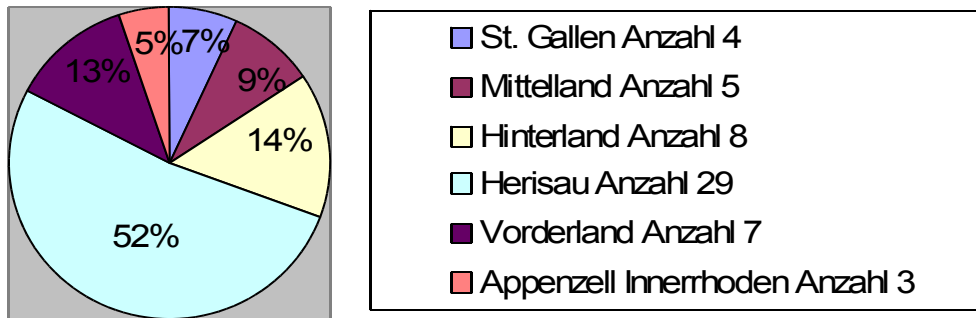 5% 7%
13% 9%
14%
52%
St. Gallen Anzahl 4
Mittelland Anzahl 5
Hinterland Anzahl 8
Herisau Anzahl 29
Vorderland Anzahl 7
Appenzell Innerrhoden Anzahl 3